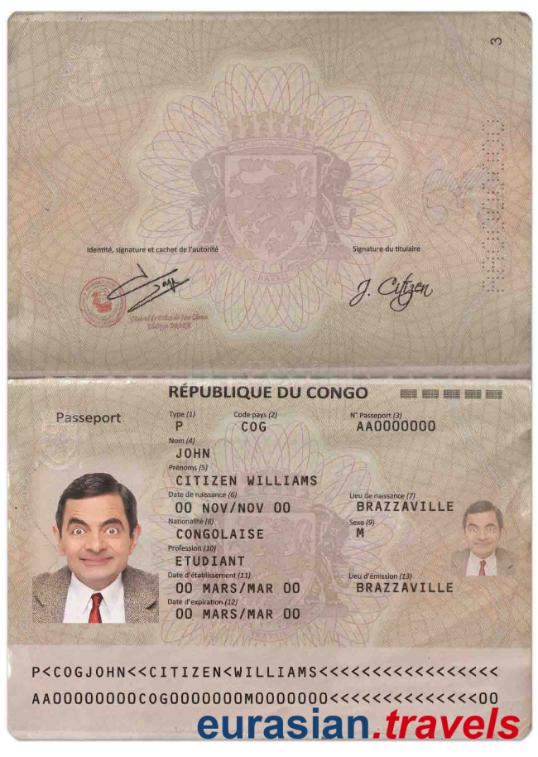 3
Identité, signature et cachet de l'autorité
Signature du titulaire
J. Citizen
RÉPUBLIQUE DU CONGO
Passeport
Type (1) Code pays (2) N° Passeport (3)
P COG AA0000000
Nom (4)
JOHN
Prénoms (5)
CITIZEN WILLIAMS
Date de naissance (6) Lieu de naissance (7)
00 NOV/NOV 00 BRAZZAVILLE
Nationalité (8) Sexe (9)
CONGOLAISE M
Profession (10)
ETUDIANT
Date d'établissement (11) Lieu d'émission (13)
00 MARS/MAR 00 BRAZZAVILLE
Date d'expiration (12)
00 MARS/MAR 00
P<COGJOHN<<CITIZEN<WILLIAMS<<<<<<<<<<<<<<<<<
AA00000000COG0000000M0000000<<<<<<<<<<<<<<00
eurasian.travels